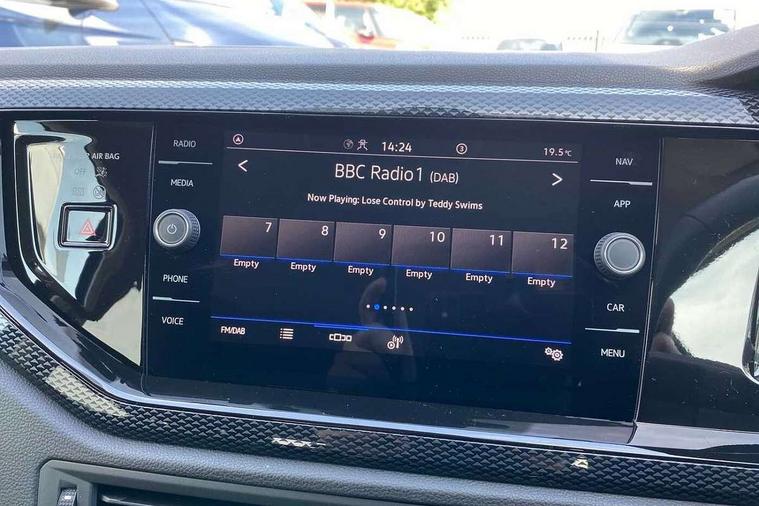 14:24
3
19.5°C
BBC Radio 1 (DAB)
Now Playing: Lose Control by Teddy Swims
7 8 9 10 11 12
Empty Empty Empty Empty Empty Empty
FM/DAB
RADIO
MEDIA
PHONE
VOICE
NAV
APP
CAR
MENU
AIR BAG
OFF